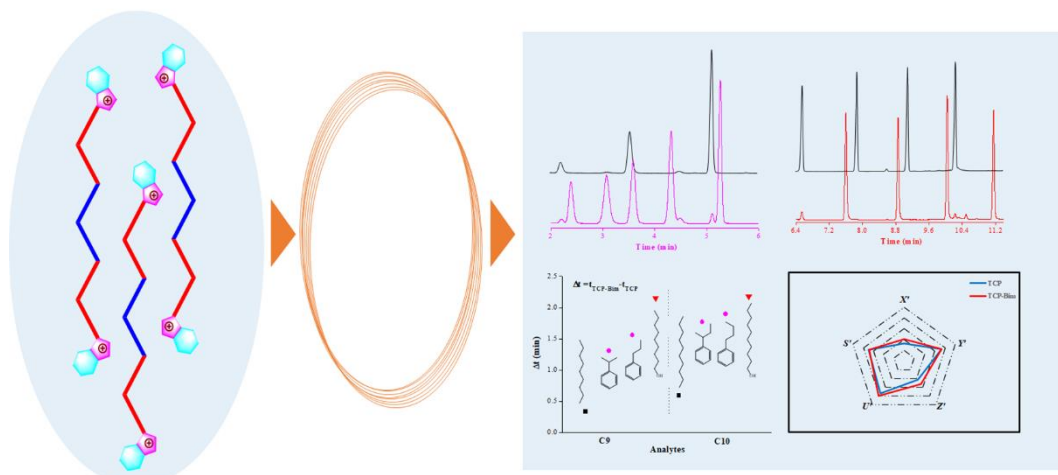 2 3 4 5 6
Time (min)
6.4 7.2 8.0 8.8 9.6 10.4 11.2
Time (min)
Δt = tTCP-Bim-tTCP
2.5
2.0
1.5
1.0
0.5
0.0
Δt (min)
C9 C10
Analytes
TCP
TCP-Bim
X'
S' Y'
U' Z'